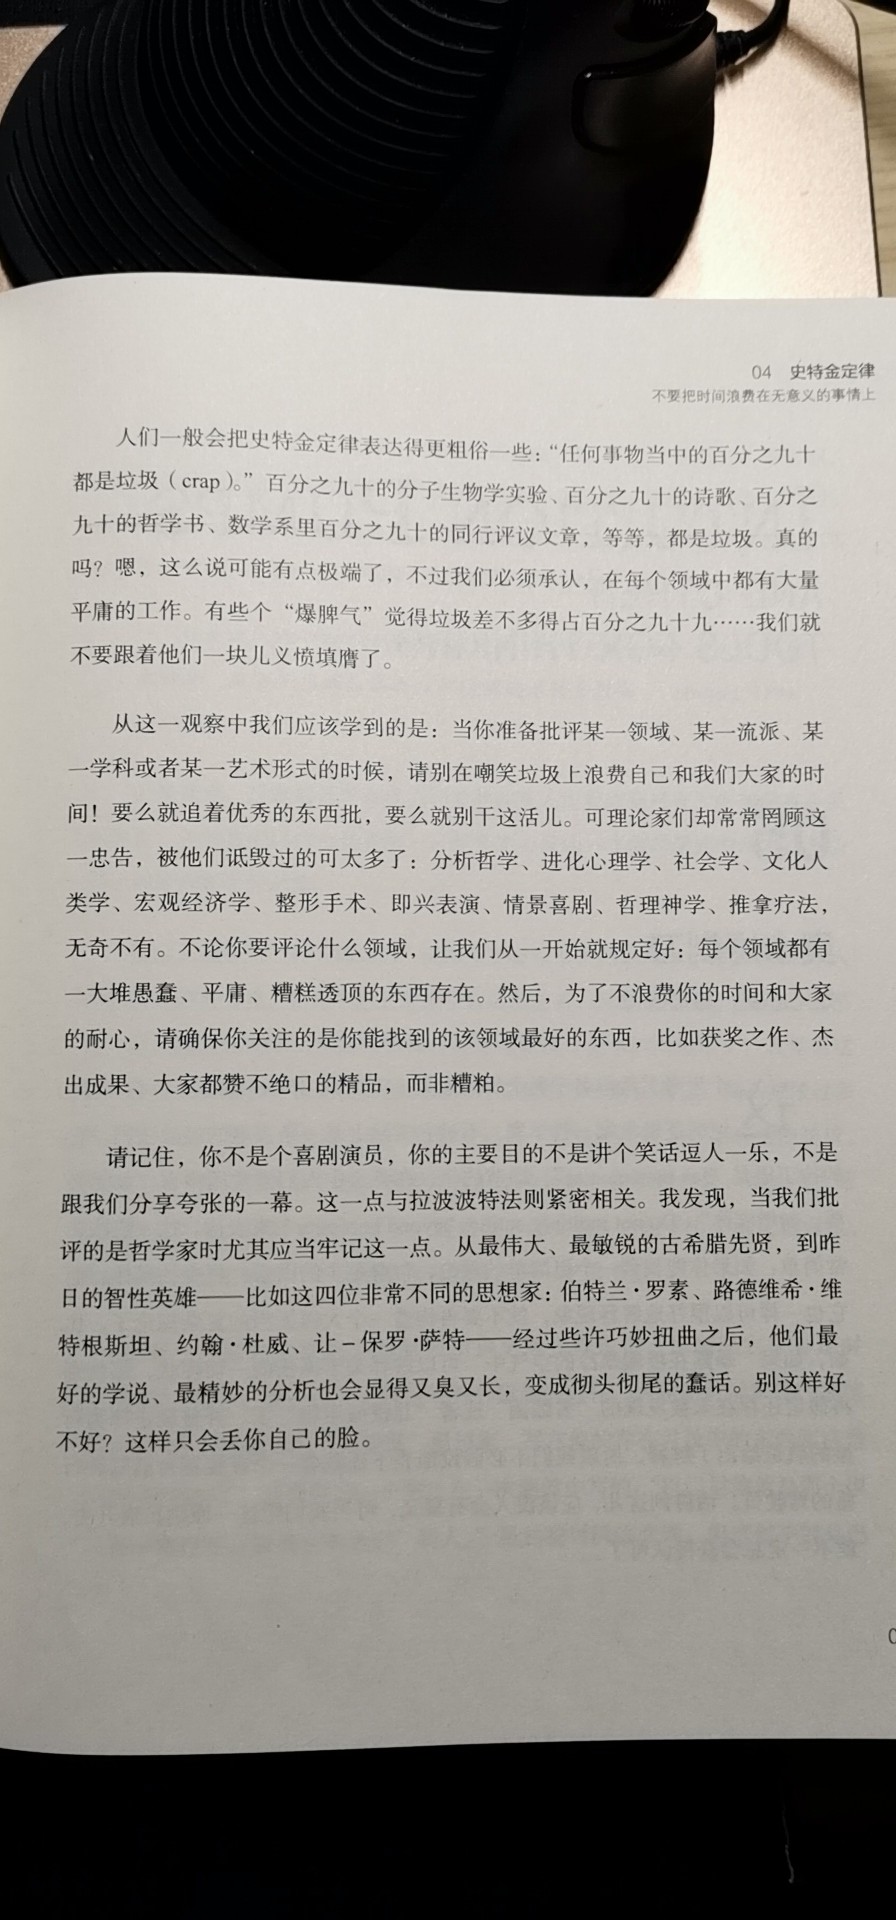 04 史特金定律
不要把时间浪费在无意义的事情上
人们一般会把史特金定律表达得更粗俗一些：“任何事物当中的百分之九十
都是垃圾（crap）。”百分之九十的分子生物学实验、百分之九十的诗歌、百分之
九十的哲学书、数学系里百分之九十的同行评议文章，等等，都是垃圾。真的
吗？嗯，这么说可能有点极端了，不过我们必须承认，在每个领域中都有大量
平庸的工作。有些个“爆脾气”觉得垃圾差不多得占百分之九十九……我们就
不要跟着他们一块儿义愤填膺了。
从这一观察中我们应该学到的是：当你准备批评某一领域、某一流派、某
一学科或者某一艺术形式的时候，请别在嘲笑垃圾上浪费自己和我们大家的时
间！要么就追着优秀的东西批，要么就别干这活儿。可理论家们却常常罔顾这
一忠告，被他们诋毁过的可太多了：分析哲学、进化心理学、社会学、文化人
类学、宏观经济学、整形手术、即兴表演、情景喜剧、哲理神学、推拿疗法，
无奇不有。不论你要评论什么领域，让我们从一开始就规定好：每个领域都有
一大堆愚蠢、平庸、糟糕透顶的东西存在。然后，为了不浪费你的时间和大家
的耐心，请确保你关注的是你能找到的该领域最好的东西，比如获奖之作、杰
出成果、大家都赞不绝口的精品，而非糟粕。
请记住，你不是个喜剧演员，你的主要目的不是讲个笑话逗人一乐，不是
跟我们分享夸张的一幕。这一点与拉波波特法则紧密相关。我发现，当我们批
评的是哲学家时尤其应当牢记这一点。从最伟大、最敏锐的古希腊先贤，到昨
日的智性英雄——比如这四位非常不同的思想家：伯特兰·罗素、路德维希·维
特根斯坦、约翰·杜威、让–保罗·萨特——经过些许巧妙扭曲之后，他们最
好的学说、最精妙的分析也会显得又臭又长，变成彻头彻尾的蠢话。别这样好
不好？这样只会丢你自己的脸。